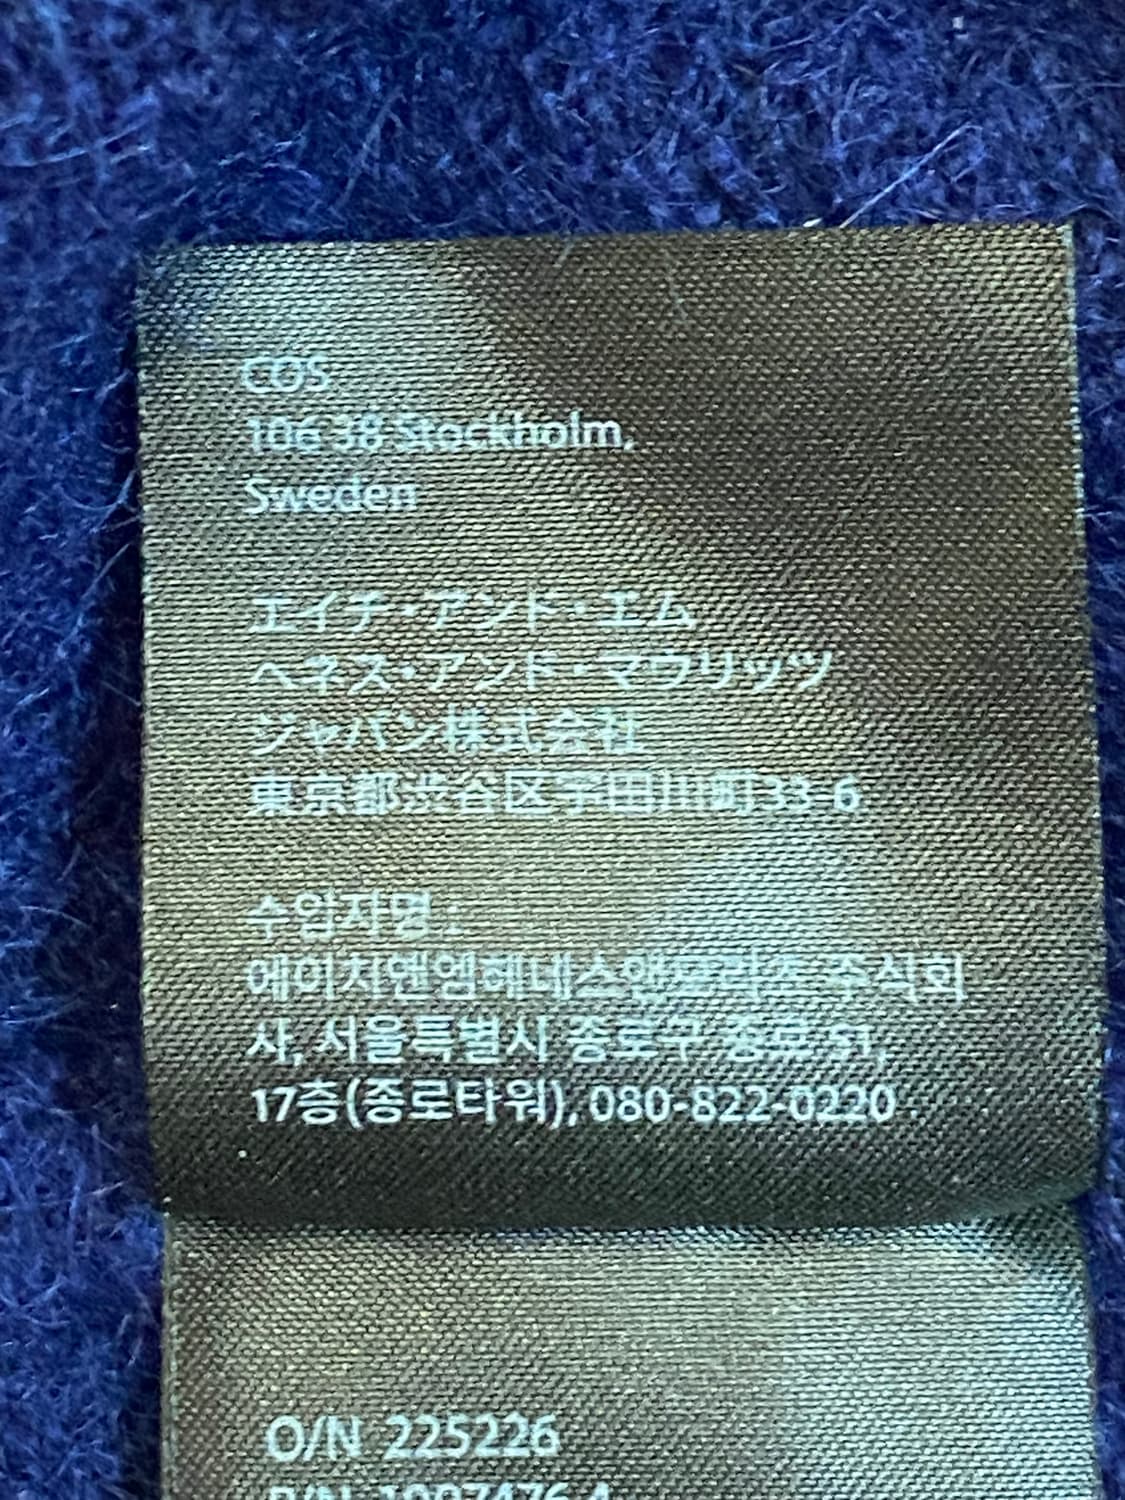 COS
106 38 Stockholm,
Sweden
エイチ・アンド・エム
ヘネス・アンド・マウリッツ
ジャパン株式会社
東京都渋谷区宇田川町33-6
수입자명 :
에이치앤엠헤네스앤모리츠 주식회
사, 서울특별시 종로구 종로 51,
17층(종로타워), 080-822-0220
O/N 225226